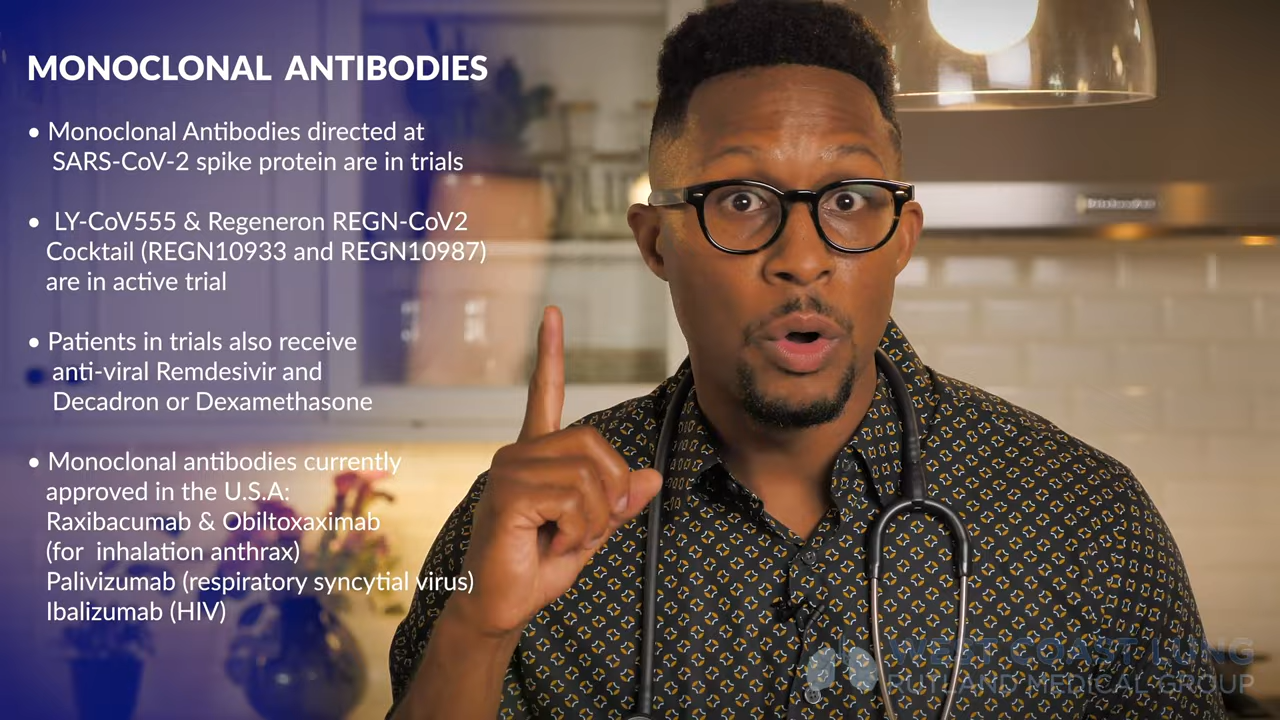 MONOCLONAL ANTIBODIES
• Monoclonal Antibodies directed at
SARS-CoV-2 spike protein are in trials
• LY-CoV555 & Regeneron REGN-CoV2
Cocktail (REGN10933 and REGN10987)
are in active trial
• Patients in trials also receive
anti-viral Remdesivir and
Decadron or Dexamethasone
• Monoclonal antibodies currently
approved in the U.S.A:
Raxibacumab & Obiltoxaximab
(for inhalation anthrax)
Palivizumab (respiratory syncytial virus)
Ibalizumab (HIV)
WEST COAST LUNG
RUTLAND MEDICAL GROUP